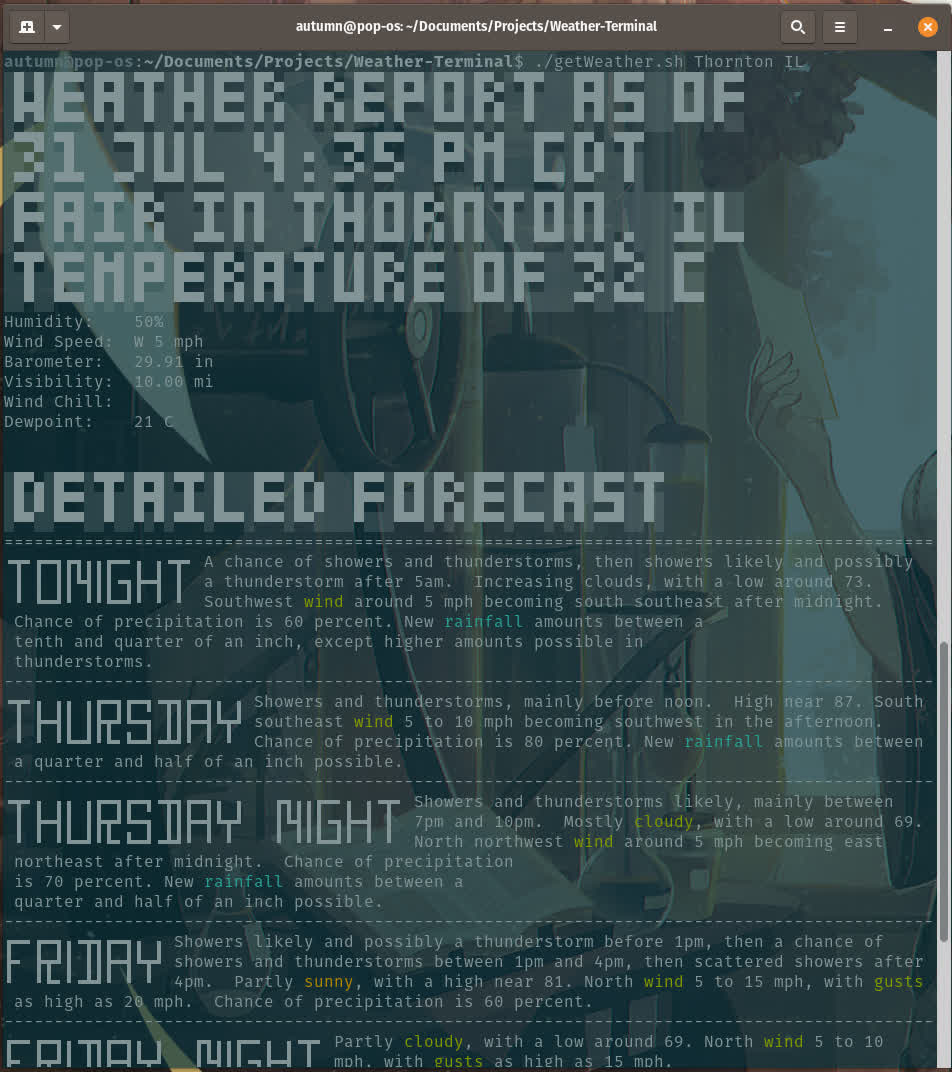 autumn@pop-os: ~/Documents/Projects/Weather-Terminal
autumn@pop-os:~/Documents/Projects/Weather-Terminal$ ./getWeather.sh Thornton IL
WEATHER REPORT AS OF
31 JUL 4:35 PM CDT
FAIR IN THORNTON, IL
TEMPERATURE OF 32 C
Humidity: 50%
Wind Speed: W 5 mph
Barometer: 29.91 in
Visibility: 10.00 mi
Wind Chill:
Dewpoint: 21 C
DETAILED FORECAST
TONIGHT
A chance of showers and thunderstorms, then showers likely and possibly
a thunderstorm after 5am.  Increasing clouds, with a low around 73.
Southwest wind around 5 mph becoming south southeast after midnight.
Chance of precipitation is 60 percent. New rainfall amounts between a
tenth and quarter of an inch, except higher amounts possible in
thunderstorms.
THURSDAY
Showers and thunderstorms, mainly before noon.  High near 87. South
southeast wind 5 to 10 mph becoming southwest in the afternoon.
Chance of precipitation is 80 percent. New rainfall amounts between
a quarter and half of an inch possible.
THURSDAY NIGHT
Showers and thunderstorms likely, mainly between
7pm and 10pm.  Mostly cloudy, with a low around 69.
North northwest wind around 5 mph becoming east
northeast after midnight.  Chance of precipitation
is 70 percent. New rainfall amounts between a
quarter and half of an inch possible.
FRIDAY
Showers likely and possibly a thunderstorm before 1pm, then a chance of
showers and thunderstorms between 1pm and 4pm, then scattered showers after
4pm.  Partly sunny, with a high near 81. North wind 5 to 15 mph, with gusts
as high as 20 mph.  Chance of precipitation is 60 percent.
FRIDAY NIGHT
Partly cloudy, with a low around 69. North wind 5 to 10
mph, with gusts as high as 15 mph.